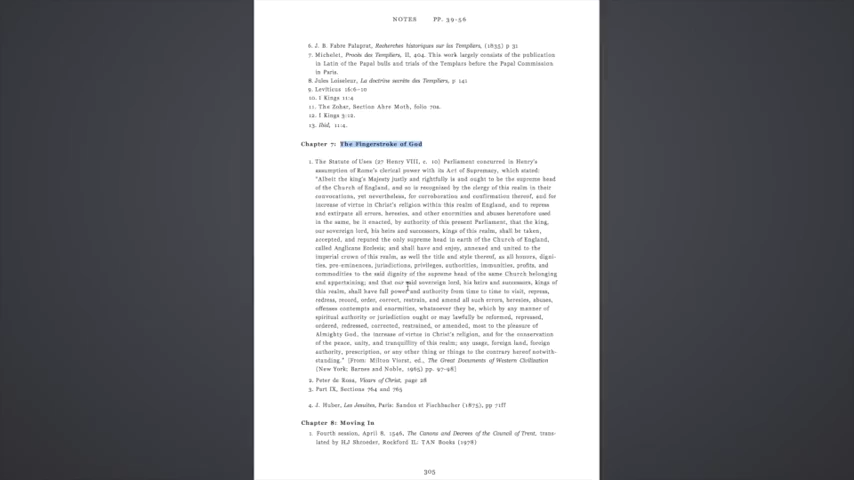 NOTES PP. 39-56
6. J. B. Fabre Palaprat, Recherches historiques sur les Templiers, (1835) p 31
7. Michelet, Procès des Templiers, II, 404. This work largely consists of the publication
in Latin of the Papal bulls and trials of the Templars before the Papal Commission
in Paris.
8. Jules Loiseleur, La doctrine secrète des Templiers, p 141
9. Leviticus 16:6-10
10. I Kings 11:4
11. The Zohar, Section Ahre Moth, folio 70a.
12. I Kings 3:12.
13. Ibid, 11:4.
Chapter 7: The Fingerstroke of God
1. The Statute of Uses (27 Henry VIII, c. 10) Parliament concurred in Henry's
assumption of Rome's clerical power with its Act of Supremacy, which stated:
"Albeit the king's Majesty justly and rightfully is and ought to be the supreme head
of the Church of England, and so is recognised by the clergy of this realm in their
convocations, yet nevertheless, for corroboration and confirmation thereof, and for
increase of virtue in Christ's religion within this realm of England, and to repress
and extirpate all errors, heresies, and other enormities and abuses heretofore used
in the same, be it enacted, by authority of this present Parliament, that the king,
our sovereign lord, his heirs and successors, kings of this realm, shall be taken,
accepted, and reputed the only supreme head in earth of the Church of England,
called Anglicans Ecclesia; and shall have and enjoy, annexed and united to the
imperial crown of this realm, as well the title and style thereof, as all honors, digni-
ties, pre-eminences, jurisdictions, privileges, authorities, immunities, profits, and
commodities to the said dignity of the supreme head of the same Church belonging
and appertaining; and that our said sovereign lord, his heirs and successors, kings of
this realm, shall have full power and authority from time to time to visit, repress,
redress, record, order, correct, restrain, and amend all such errors, heresies, abuses,
offenses contempts and enormities, whatsoever they be, which by any manner of
spiritual authority or jurisdiction ought or may lawfully be reformed, repressed,
ordered, redressed, corrected, restrained, or amended, most to the pleasure of
Almighty God, the increase of virtue in Christ's religion, and for the conservation
of the peace, unity, and tranquility of this realm; any usage, foreign land, foreign
authority, prescription, or any other thing or things to the contrary hereof notwith-
standing." [From: Milton Viorst, ed., The Great Documents of Western Civilization
(New York: Barnes and Noble, 1965) pp. 97-98]
2. Peter de Rosa, Vicars of Christ, page 28
3. Part IX, Sections 764 and 765
4. J. Huber, Les Jesuites, Paris: Sandoz et Fischbacher (1875), pp 71ff
Chapter 8: Moving In
1. Fourth session, April 8, 1546, The Canons and Decrees of the Council of Trent, trans-
lated by H.J Shroeder, Rockford IL: TAN Books (1978)
305